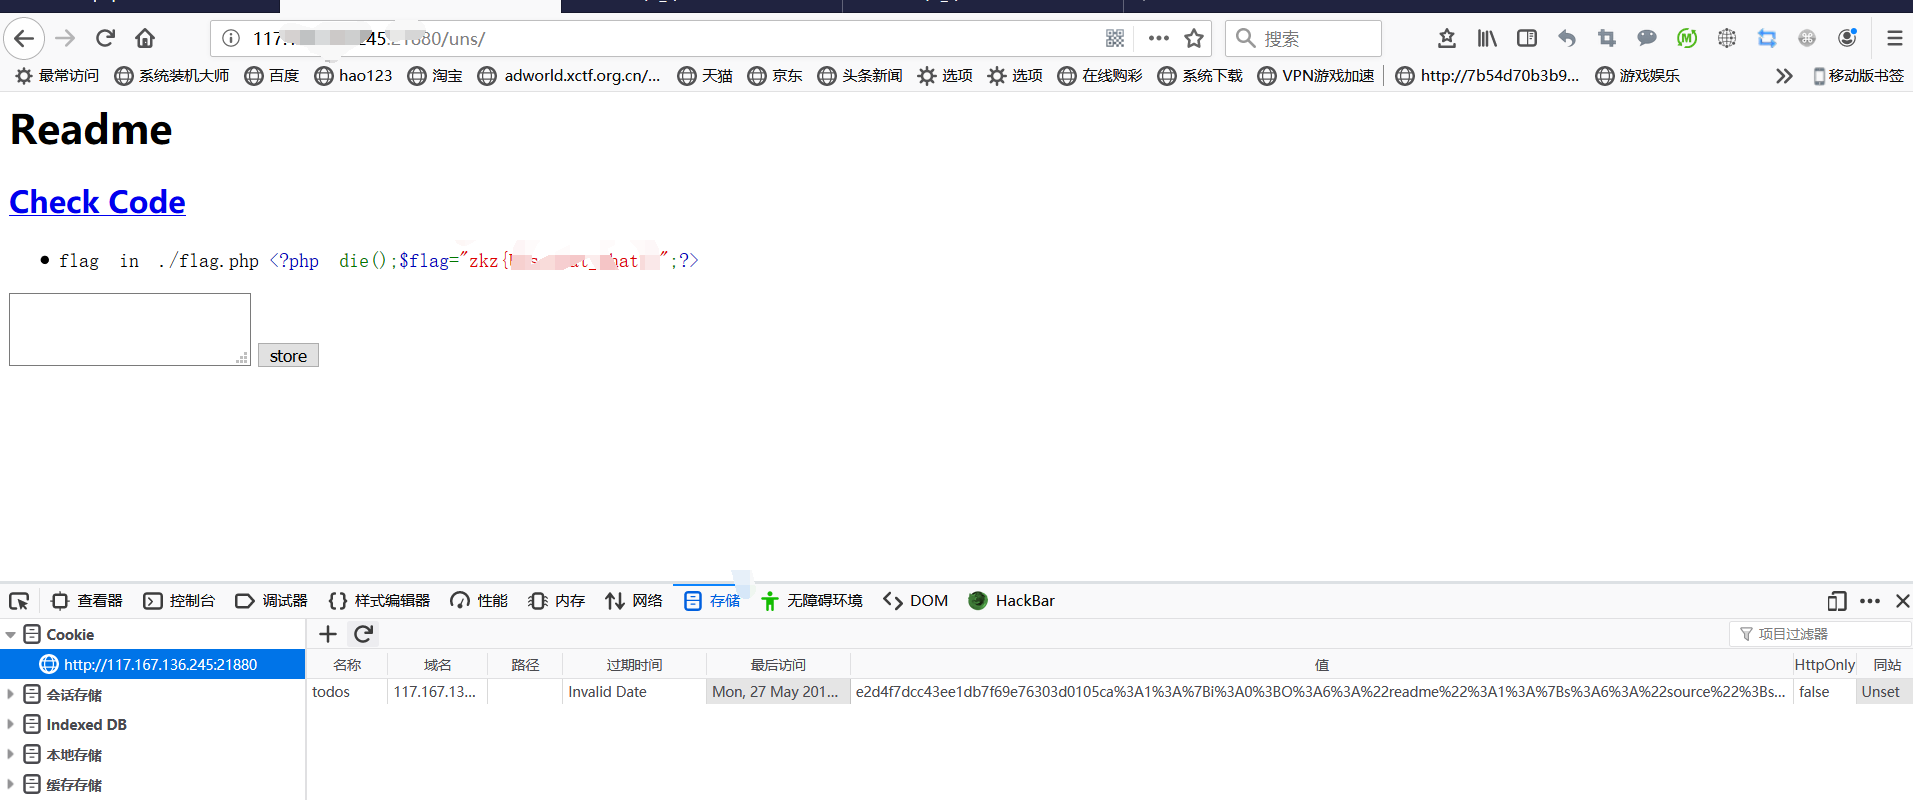 /uns/
搜索
最常访问 系统装机大师 百度 hao123 淘宝 adworld.xctf.org.cn/... 天猫 京东 头条新闻 选项 选项 在线购彩 系统下载 VPN游戏加速 http://7b54d70b3b9... 游戏娱乐 移动版书签
Readme
Check Code
flag in ./flag.php <?php die();$flag="zkz{ ";?>
store
查看器 控制台 调试器 {} 样式编辑器 性能 内存 网络 存储 无障碍环境 DOM HackBar
Cookie
项目过滤器
http://117.167.136.245:21880
名称 域名 路径 过期时间 最后访问 值 HttpOnly 同站
todos 117.167.13... Invalid Date Mon, 27 May 201... e2d4f7dcc43ee1db7f69e76303d0105ca%3A1%3A%7Bi%3A0%3BO%3A6%3A%22readme%22%3A1%3A%7Bs%3A6%3A%22source%22%3Bs... false Unset
会话存储
Indexed DB
本地存储
缓存存储